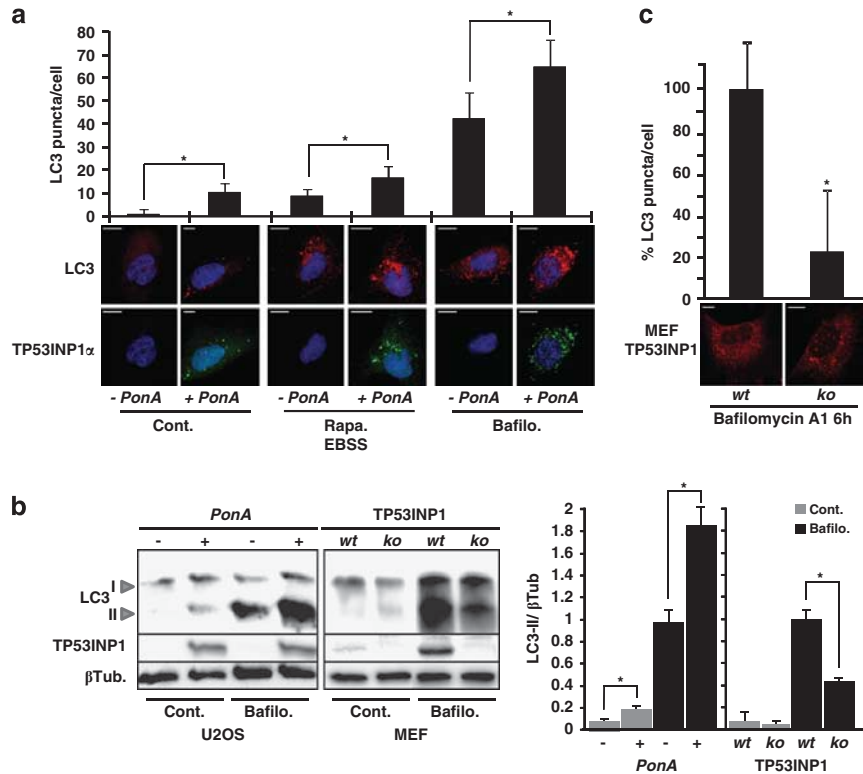 a
LC3 puncta/cell
80
70
60
50
40
30
20
10
0
*
*
*
LC3
TP53INP1α
- PonA + PonA - PonA + PonA - PonA + PonA
Cont. Rapa. Bafilo.
EBSS
c
% LC3 puncta/cell
100
80
60
40
20
0
*
MEF
TP53INP1
wt ko
Bafilomycin A1 6h
b
PonA TP53INP1
- + - + wt ko wt ko
LC3 I
II
TP53INP1
βTub.
Cont. Bafilo. Cont. Bafilo.
U2OS MEF
LC3-II/ βTub
2
1.8
1.6
1.4
1.2
1
0.8
0.6
0.4
0.2
0
*
*
*
Cont.
Bafilo.
- + - + wt ko wt ko
PonA TP53INP1